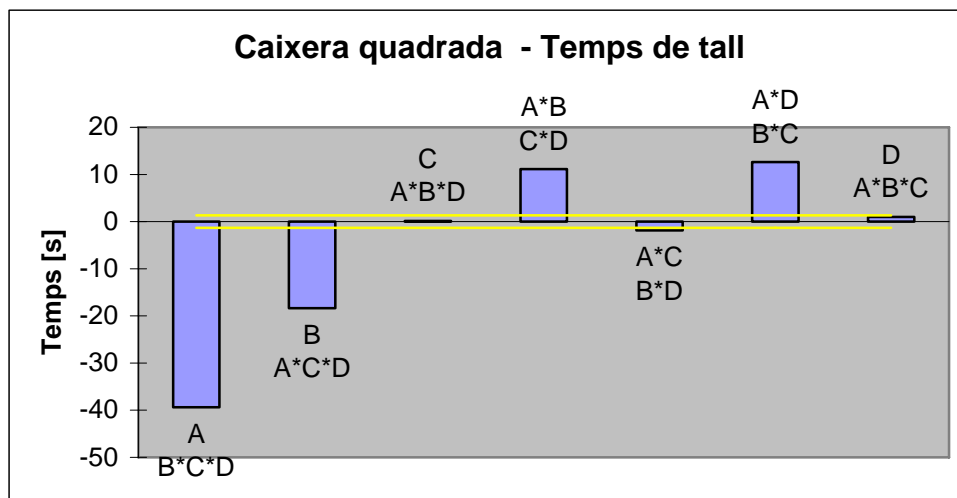 Caixera quadrada  - Temps de tall
Temps [s]
20
10
0
-10
-20
-30
-40
-50
A
B*C*D
B
A*C*D
C
A*B*D
A*B
C*D
A*C
B*D
A*D
B*C
D
A*B*C